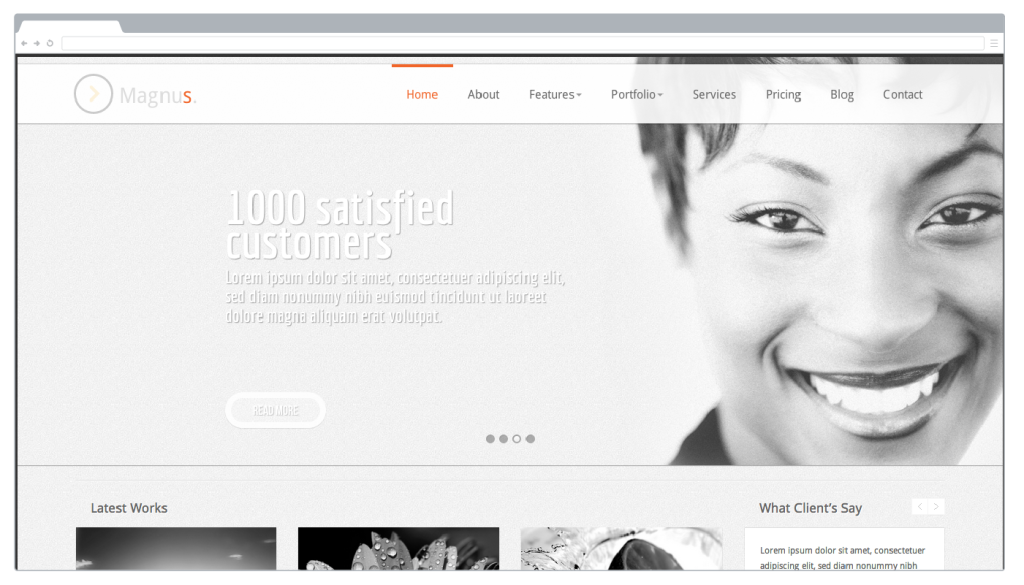 Magnus.
Home About Features Portfolio Services Pricing Blog Contact
1000 satisfied
customers
Lorem ipsum dolor sit amet, consectetuer adipiscing elit,
sed diam nonummy nibh euismod tincidunt ut laoreet
dolore magna aliquam erat volutpat.
READ MORE
Latest Works
What Client's Say
Lorem ipsum dolor sit amet, consectetuer
adipiscing elit, sed diam nonummy nibh